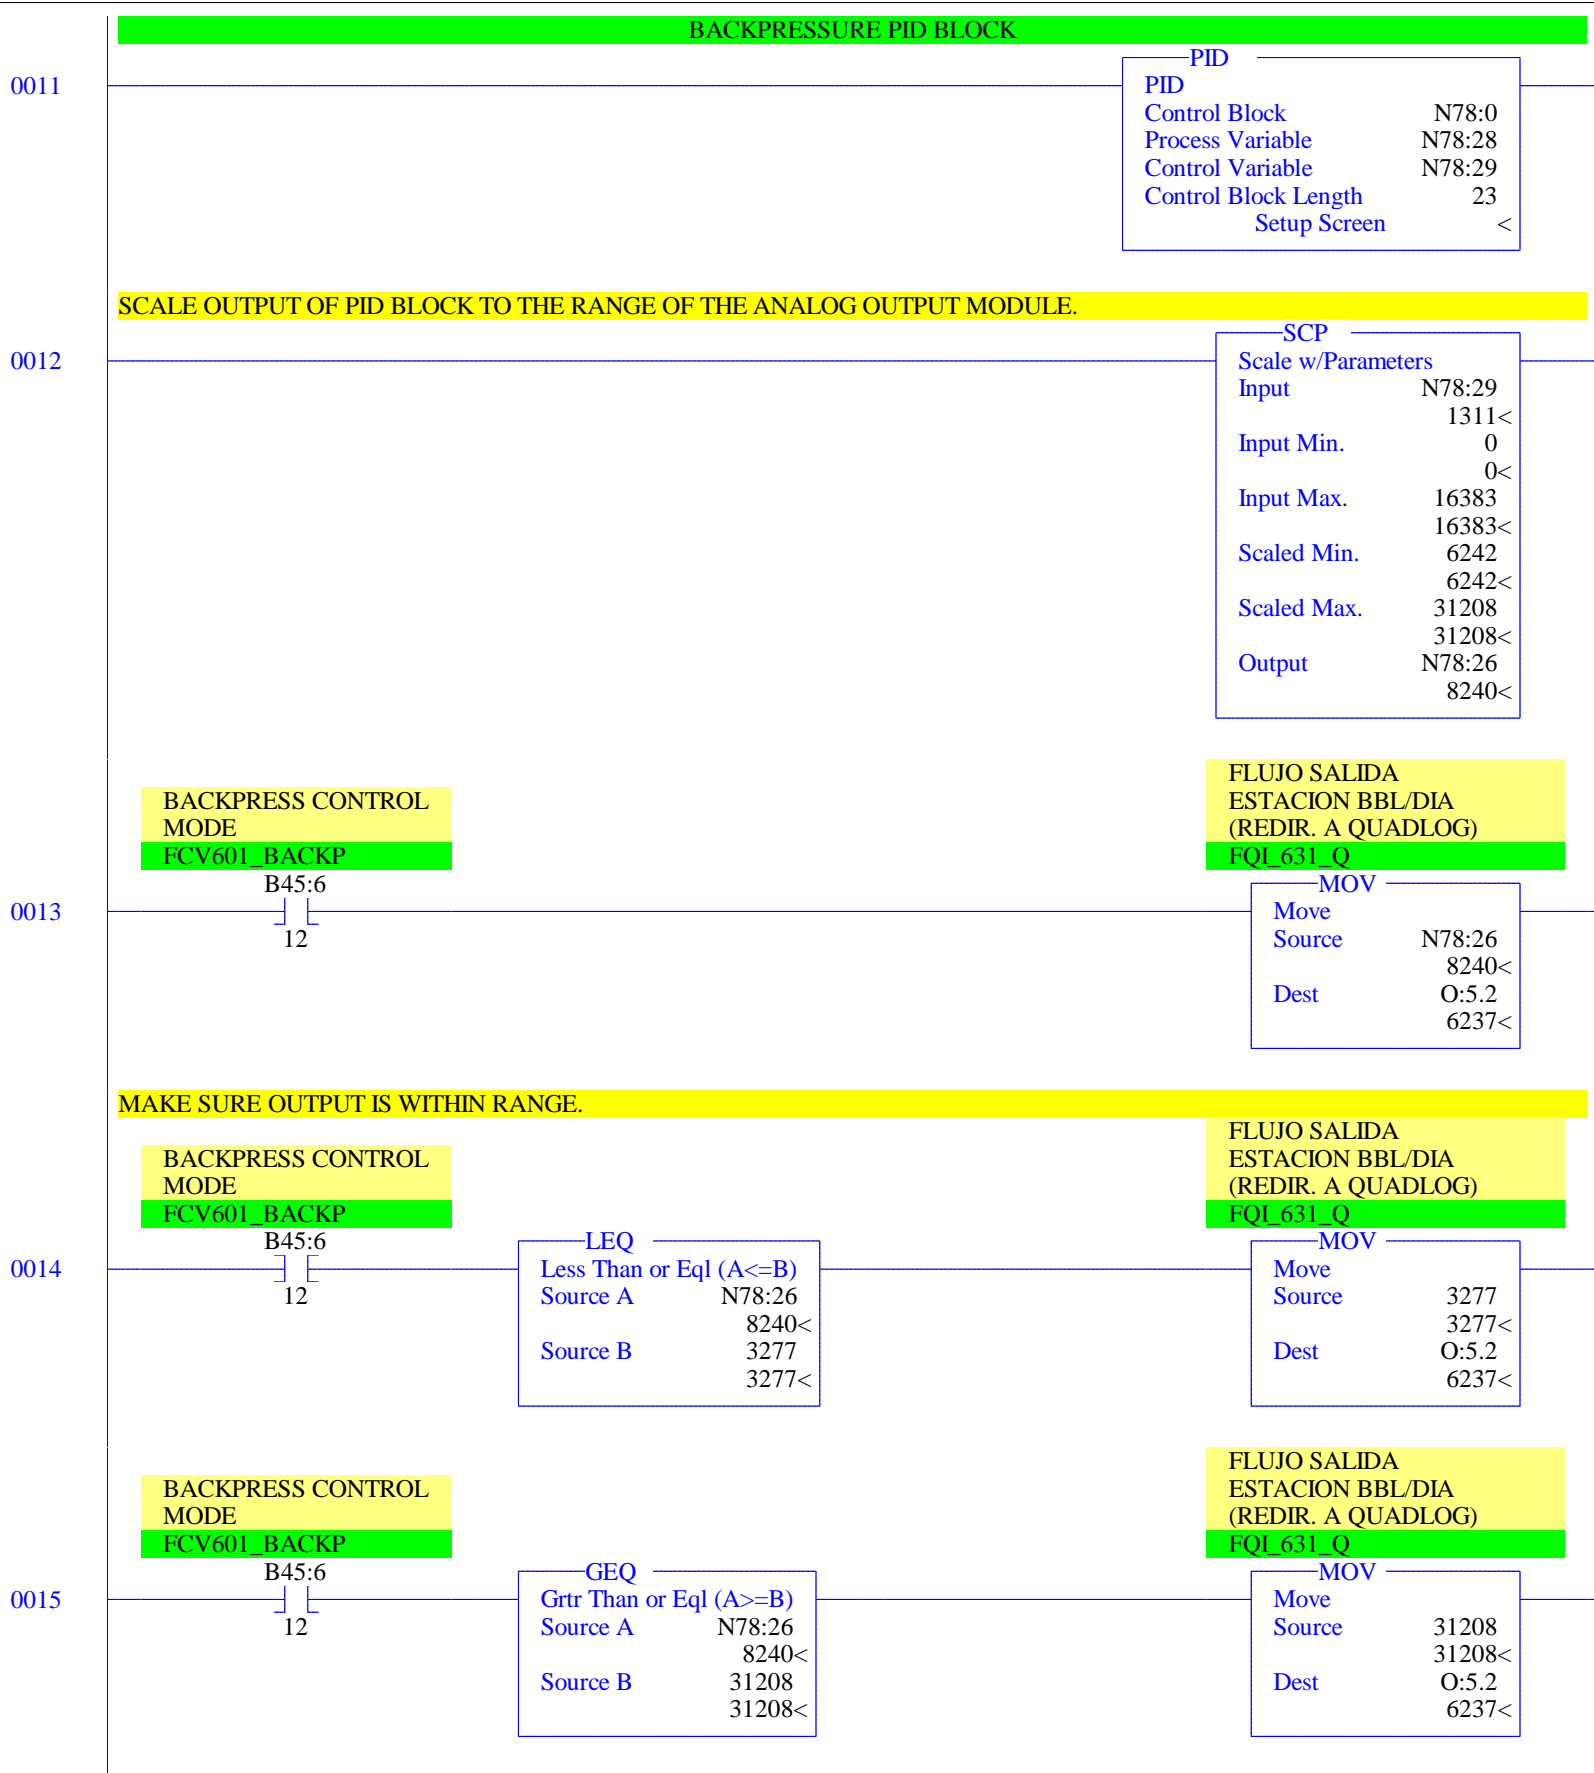 BACKPRESSURE PID BLOCK
0011
PID
PID
Control Block N78:0
Process Variable N78:28
Control Variable N78:29
Control Block Length 23
Setup Screen <
SCALE OUTPUT OF PID BLOCK TO THE RANGE OF THE ANALOG OUTPUT MODULE.
0012
SCP
Scale w/Parameters
Input N78:29
1311<
Input Min. 0
0<
Input Max. 16383
16383<
Scaled Min. 6242
6242<
Scaled Max. 31208
31208<
Output N78:26
8240<
0013
BACKPRESS CONTROL
MODE
FCV601_BACKP
B45:6
12
FLUJO SALIDA
ESTACION BBL/DIA
(REDIR. A QUADLOG)
FQI_631_Q
MOV
Move
Source N78:26
8240<
Dest O:5.2
6237<
MAKE SURE OUTPUT IS WITHIN RANGE.
0014
BACKPRESS CONTROL
MODE
FCV601_BACKP
B45:6
12
LEQ
Less Than or Eql (A<=B)
Source A N78:26
8240<
Source B 3277
3277<
FLUJO SALIDA
ESTACION BBL/DIA
(REDIR. A QUADLOG)
FQI_631_Q
MOV
Move
Source 3277
3277<
Dest O:5.2
6237<
0015
BACKPRESS CONTROL
MODE
FCV601_BACKP
B45:6
12
GEQ
Grtr Than or Eql (A>=B)
Source A N78:26
8240<
Source B 31208
31208<
FLUJO SALIDA
ESTACION BBL/DIA
(REDIR. A QUADLOG)
FQI_631_Q
MOV
Move
Source 31208
31208<
Dest O:5.2
6237<